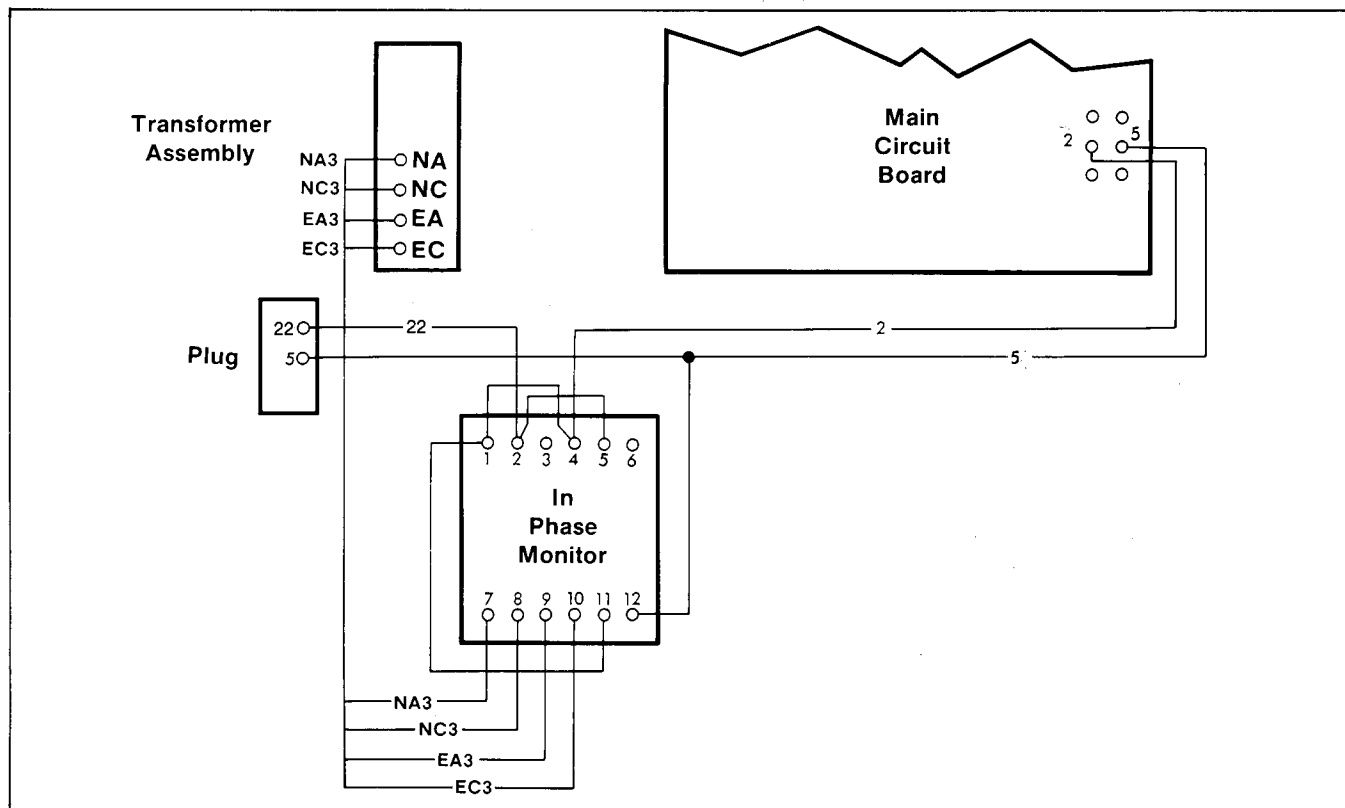 Transformer
Assembly
NA3
NA
NC3
NC
EA3
EA
EC3
EC
Main
Circuit
Board
2
5
Plug
22
5
22
2
5
1 2 3 4 5 6
In
Phase
Monitor
7 8 9 10 11 12
NA3
NC3
EA3
EC3